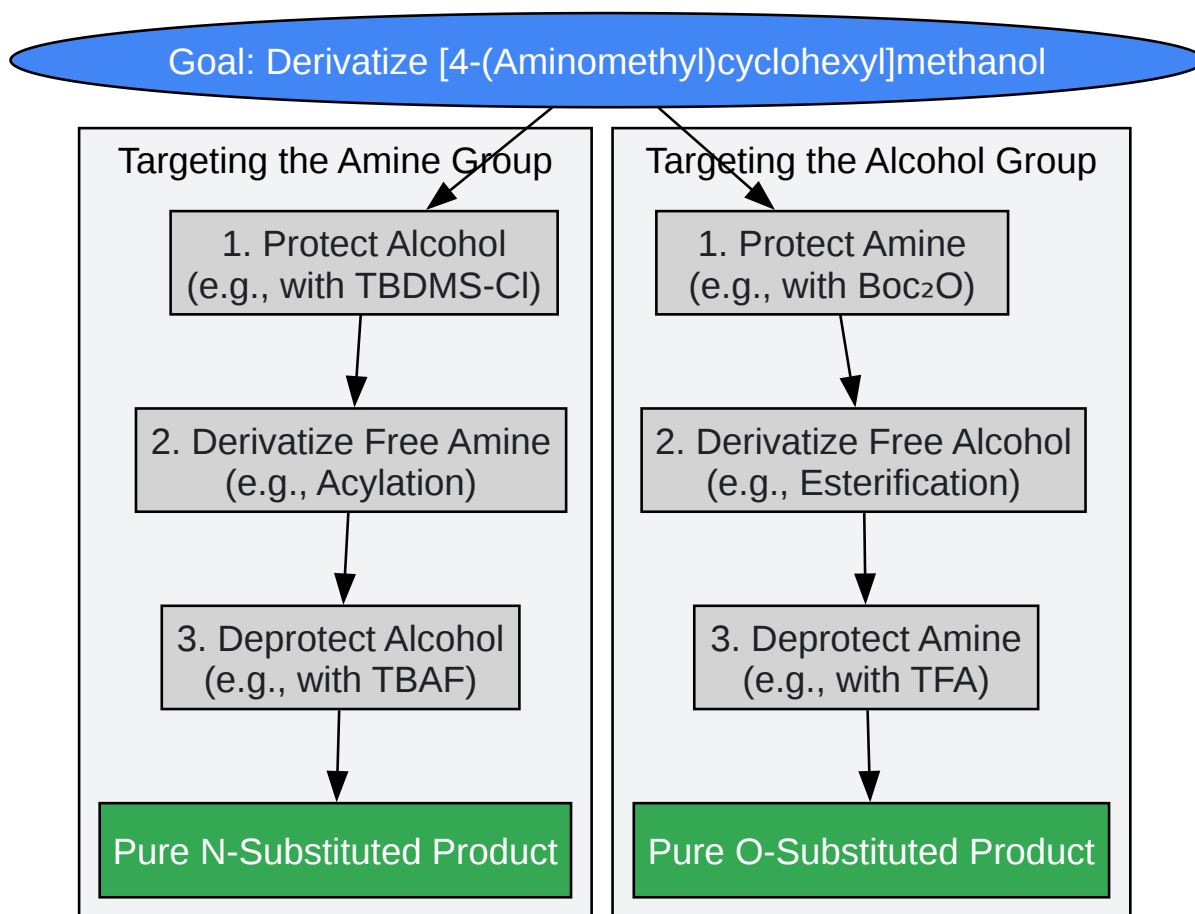 Goal: Derivatize [4-(Aminomethyl)cyclohexyl]methanol
Targeting the Amine Group
1. Protect Alcohol
(e.g., with TBDMS-Cl)
2. Derivatize Free Amine
(e.g., Acylation)
3. Deprotect Alcohol
(e.g., with TBAF)
Pure N-Substituted Product
Targeting the Alcohol Group
1. Protect Amine
(e.g., with Boc₂O)
2. Derivatize Free Alcohol
(e.g., Esterification)
3. Deprotect Amine
(e.g., with TFA)
Pure O-Substituted Product